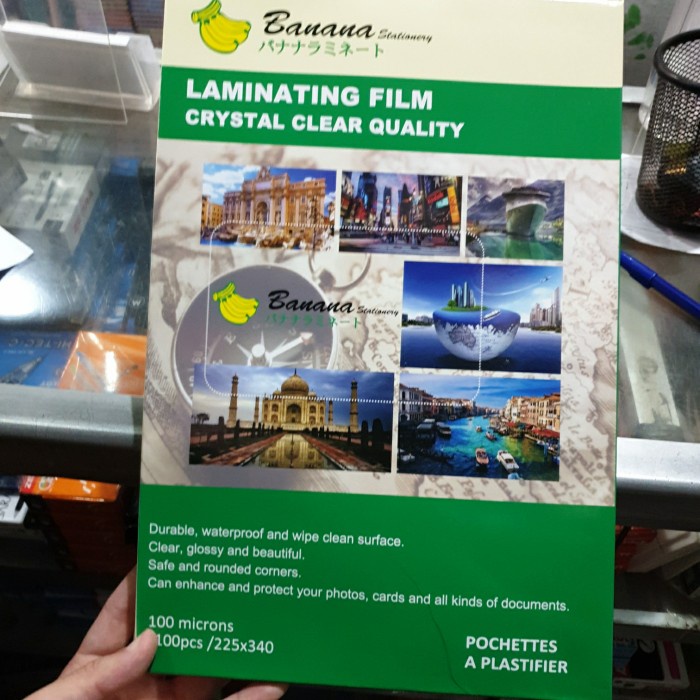 Banana Stationery
バナナラミネート
LAMINATING FILM
CRYSTAL CLEAR QUALITY
Banana Stationery
バナナラミネート
Durable, waterproof and wipe clean surface.
Clear, glossy and beautiful.
Safe and rounded corners.
Can enhance and protect your photos, cards and all kinds of documents.
100 microns
100pcs /225x340
POCHETTES
A PLASTIFIER